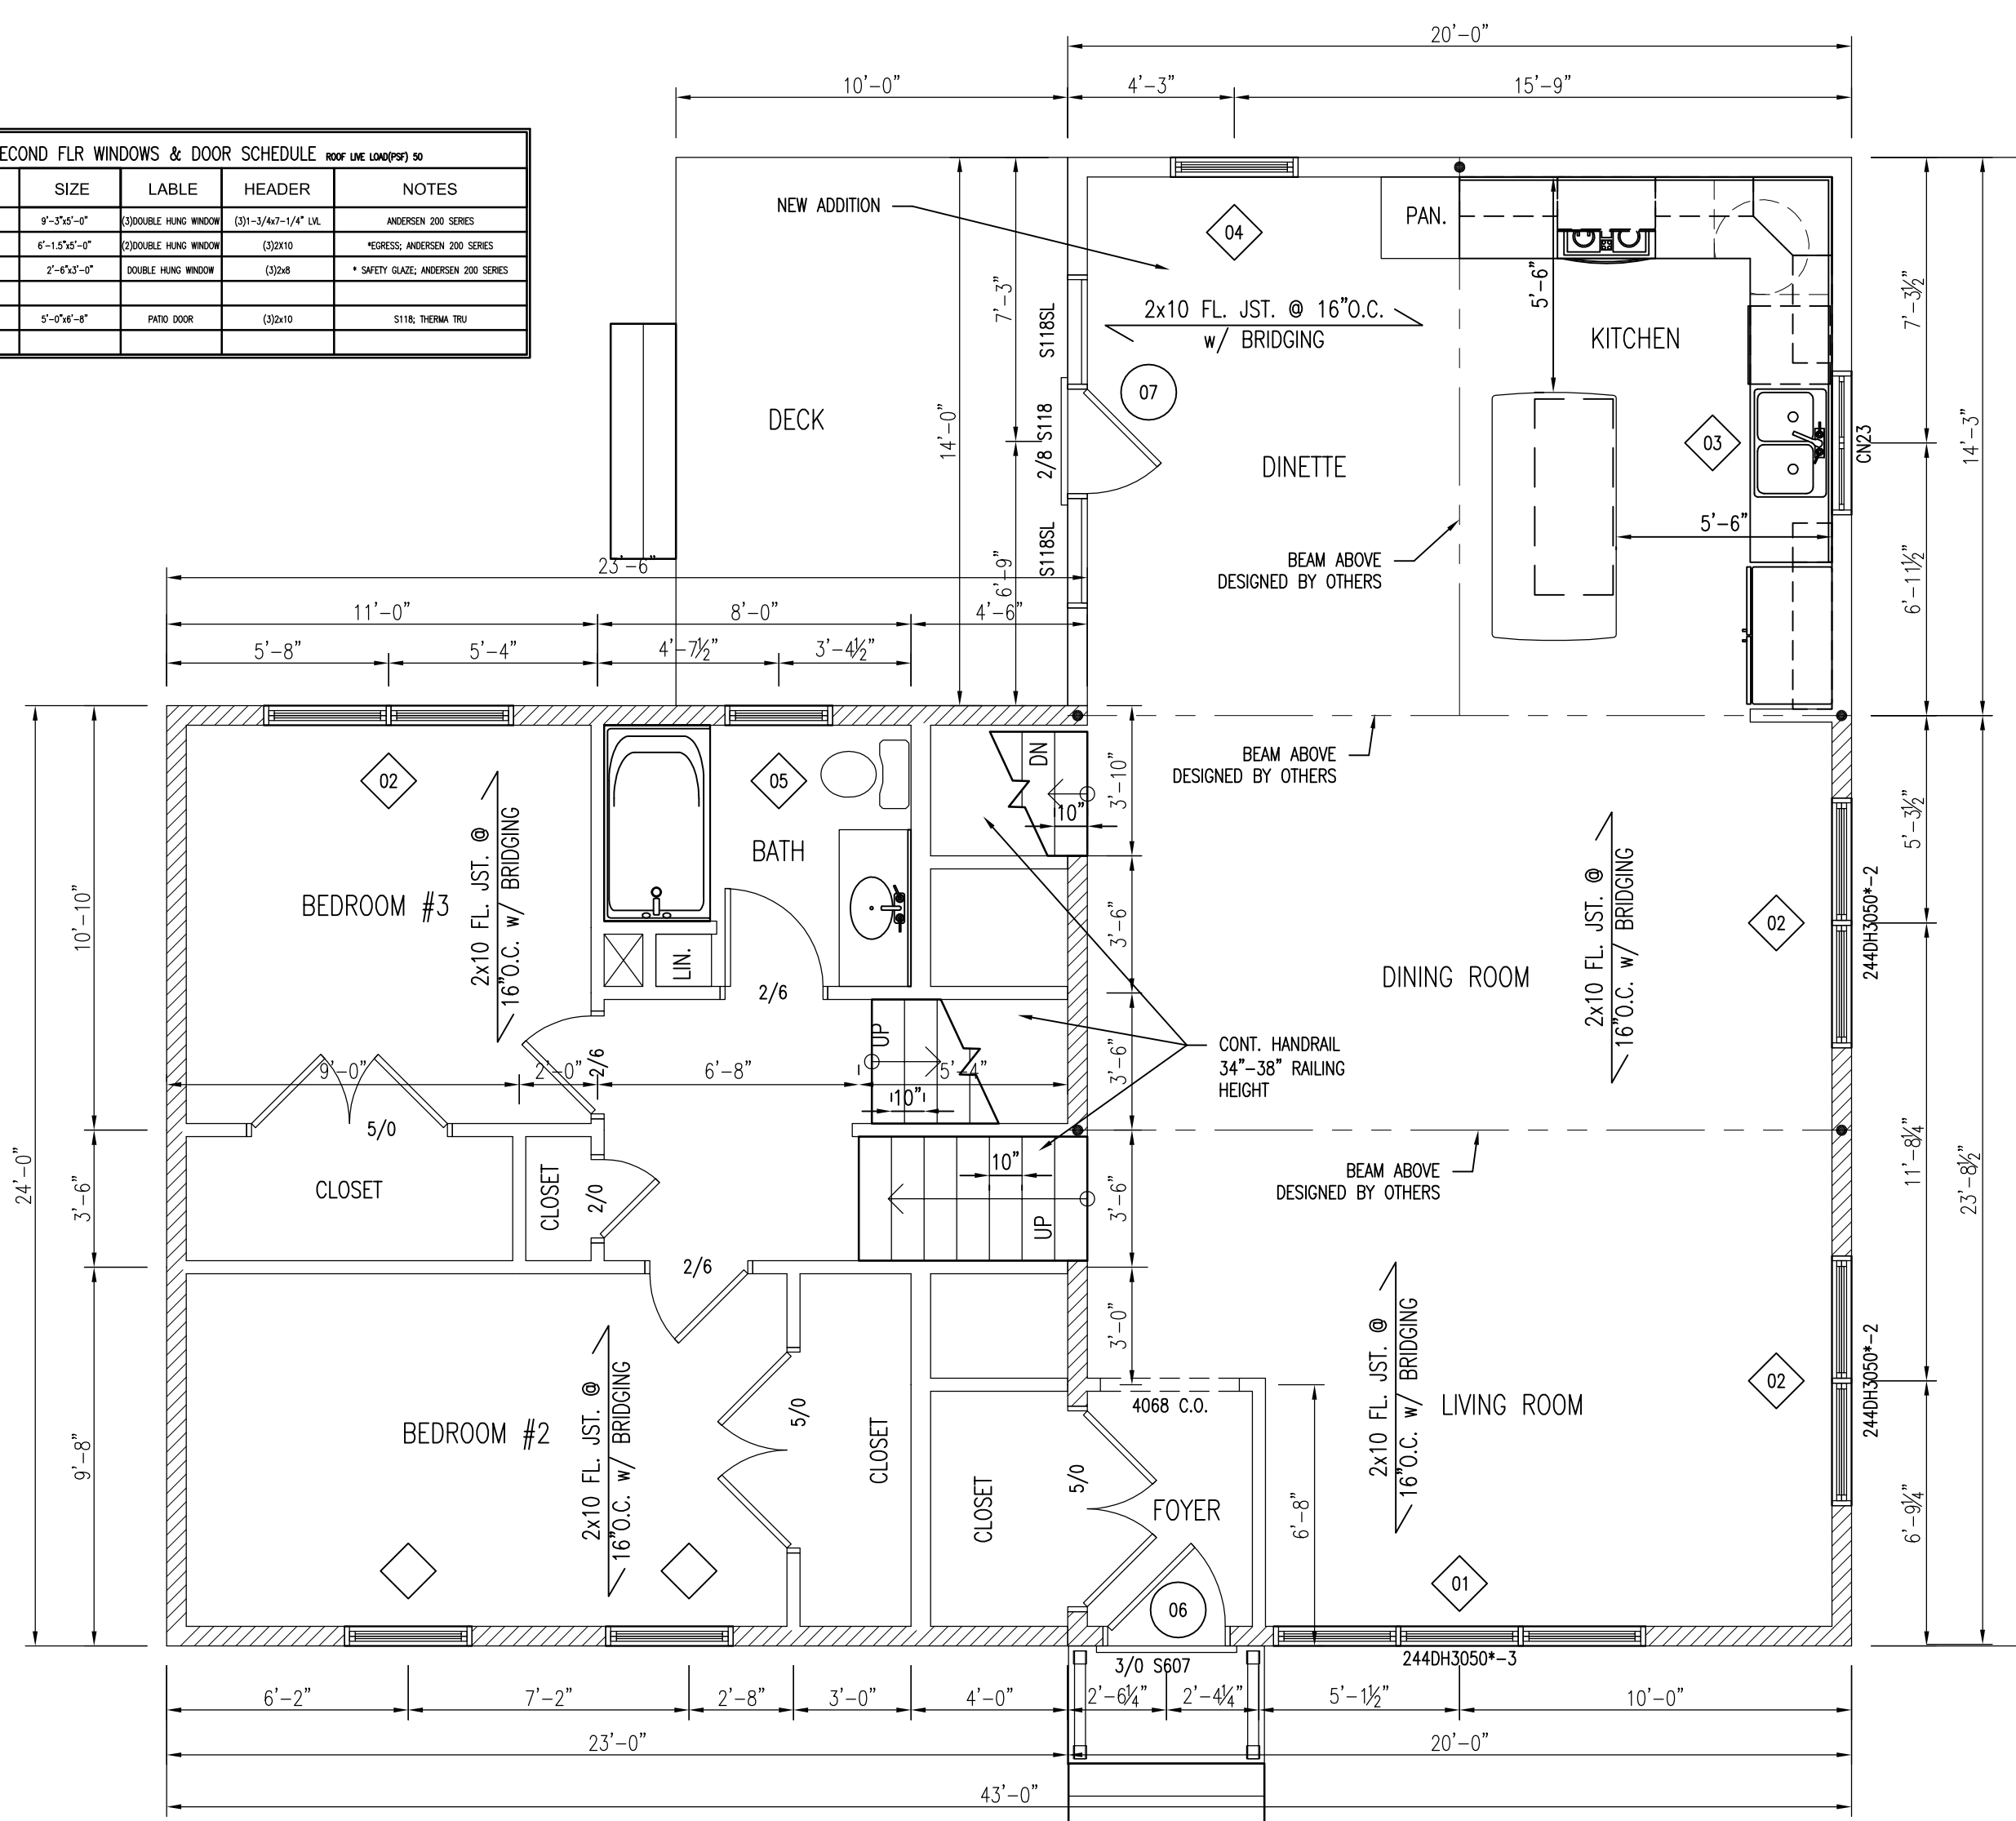 20'-0"
10'-0"
4'-3"
15'-9"
ECOND FLR WINDOWS & DOOR SCHEDULE ROOF LIVE LOAD(PSF) 50
SIZE LABLE HEADER NOTES
9'-3"x5'-0" (3)DOUBLE HUNG WINDOW (3)1-3/4x7-1/4" LVL ANDERSEN 200 SERIES
6'-1.5"x5'-0" (2)DOUBLE HUNG WINDOW (3)2X10 *EGRESS; ANDERSEN 200 SERIES
2'-6"x3'-0" DOUBLE HUNG WINDOW (3)2x8 * SAFETY GLAZE; ANDERSEN 200 SERIES
5'-0"x6'-8" PATIO DOOR (3)2x10 S118; THERMA TRU
NEW ADDITION
04
PAN.
5'-6"
7'-3"
S118SL
2x10 FL. JST. @ 16"O.C.
w/ BRIDGING
KITCHEN
7'-3½"
14'-3"
DECK
14'-0"
2/8 S118
07
DINETTE
03
CN23
5'-6"
S118SL
6'-9"
BEAM ABOVE
DESIGNED BY OTHERS
6'-11½"
23'-6"
11'-0"
8'-0"
4'-6"
5'-8"
5'-4"
4'-7½"
3'-4½"
02
2x10 FL. JST. @
16"O.C. w/ BRIDGING
05
BATH
DN
10"
3'-10"
BEAM ABOVE
DESIGNED BY OTHERS
5'-3½"
BEDROOM #3
10'-10"
LIN.
2/6
3'-6"
DINING ROOM
2x10 FL. JST. @
16"O.C. w/ BRIDGING
02
244DH3050*-2
2/6
UP
10"
9'-0"
2'-0"
6'-8"
5'-4"
3'-6"
CONT. HANDRAIL
34"-38" RAILING
HEIGHT
5/0
24'-0"
3'-6"
CLOSET
CLOSET
2/0
10"
UP
3'-6"
BEAM ABOVE
DESIGNED BY OTHERS
11'-8¼"
23'-8½"
2/6
3'-0"
BEDROOM #2
9'-8"
2x10 FL. JST. @
16"O.C. w/ BRIDGING
5/0
CLOSET
CLOSET
5/0
4068 C.O.
FOYER
6'-8"
2x10 FL. JST. @
16"O.C. w/ BRIDGING
LIVING ROOM
02
244DH3050*-2
6'-9¼"
06
01
3/0 S607
244DH3050*-3
6'-2"
7'-2"
2'-8"
3'-0"
4'-0"
2'-6¼"
2'-4¼"
5'-1½"
10'-0"
23'-0"
20'-0"
43'-0"